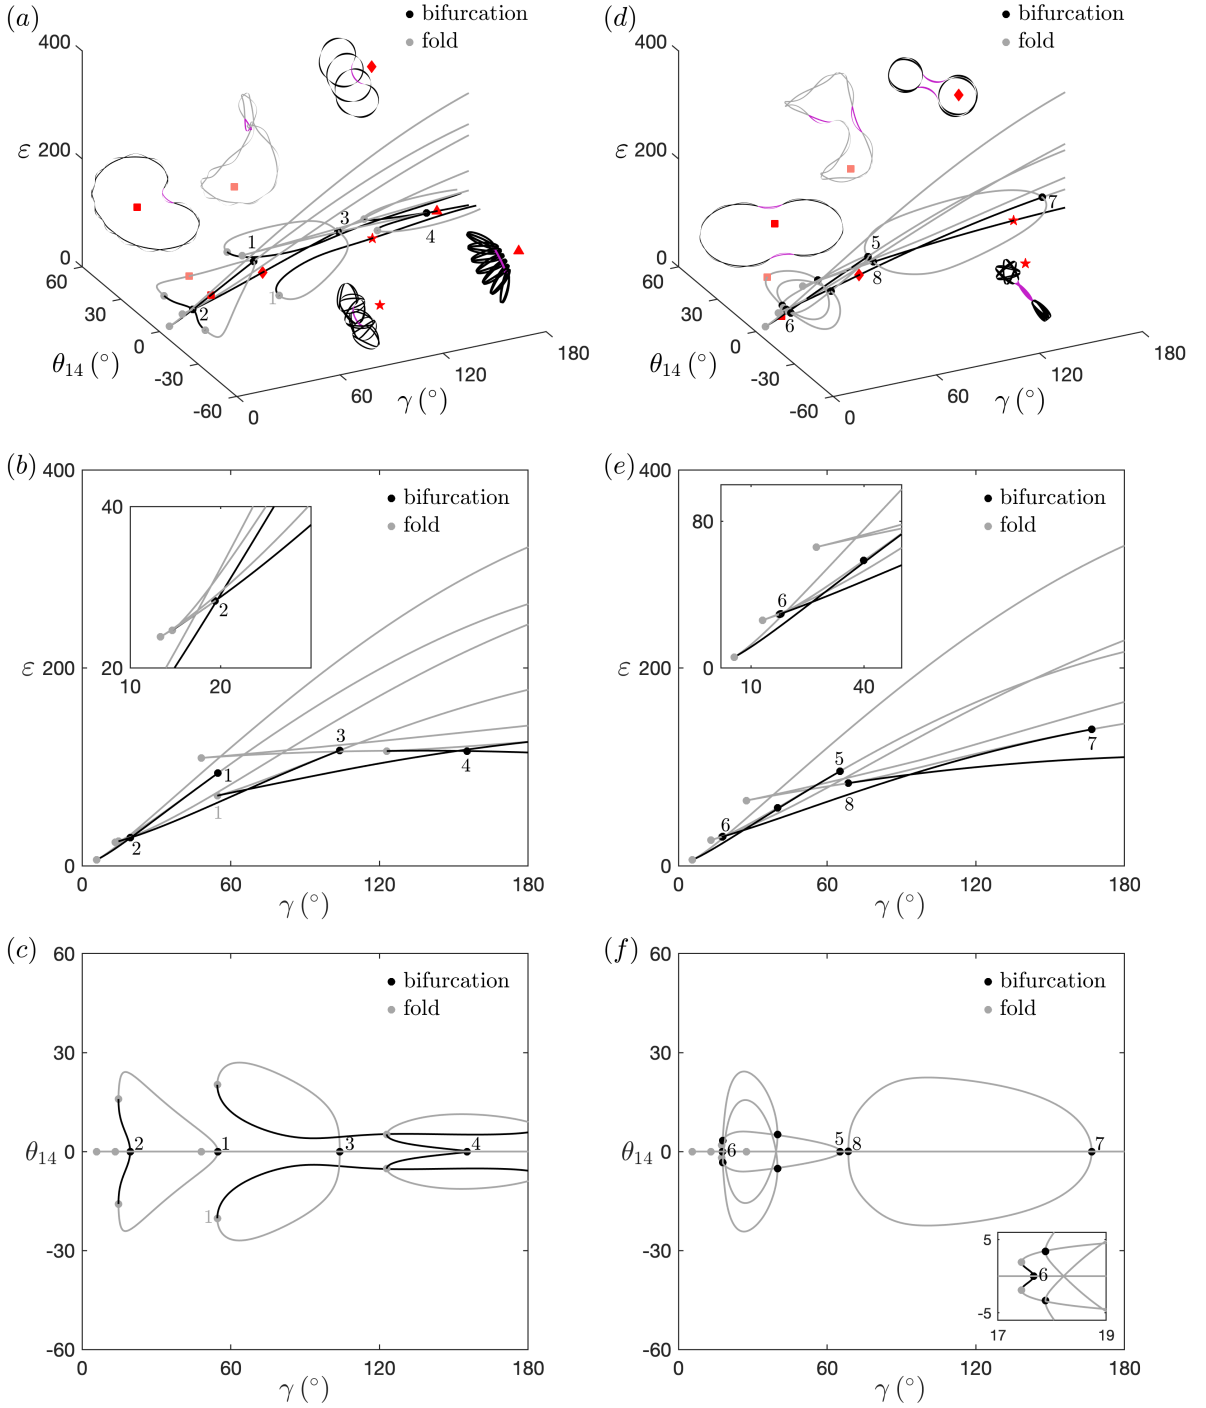 (a)
400
bifurcation
fold
ε 200
0
60
30
0
-30
-60
θ14 (°)
0
60
120
180
γ (°)
1
2
3
4
1
(d)
400
bifurcation
fold
ε 200
0
60
30
0
-30
-60
θ14 (°)
0
60
120
180
γ (°)
5
6
7
8
(b)
400
bifurcation
fold
40
20
10
20
2
ε 200
0
0
60
120
180
γ (°)
1
2
3
4
1
(e)
400
bifurcation
fold
80
0
10
40
6
ε 200
0
0
60
120
180
γ (°)
5
6
7
8
(c)
60
bifurcation
fold
30
θ14 0
-30
-60
0
60
120
180
γ (°)
2
1
3
4
1
(f)
60
bifurcation
fold
30
θ14 0
-30
-60
0
60
120
180
γ (°)
6
5
8
7
5
-5
17
19
6